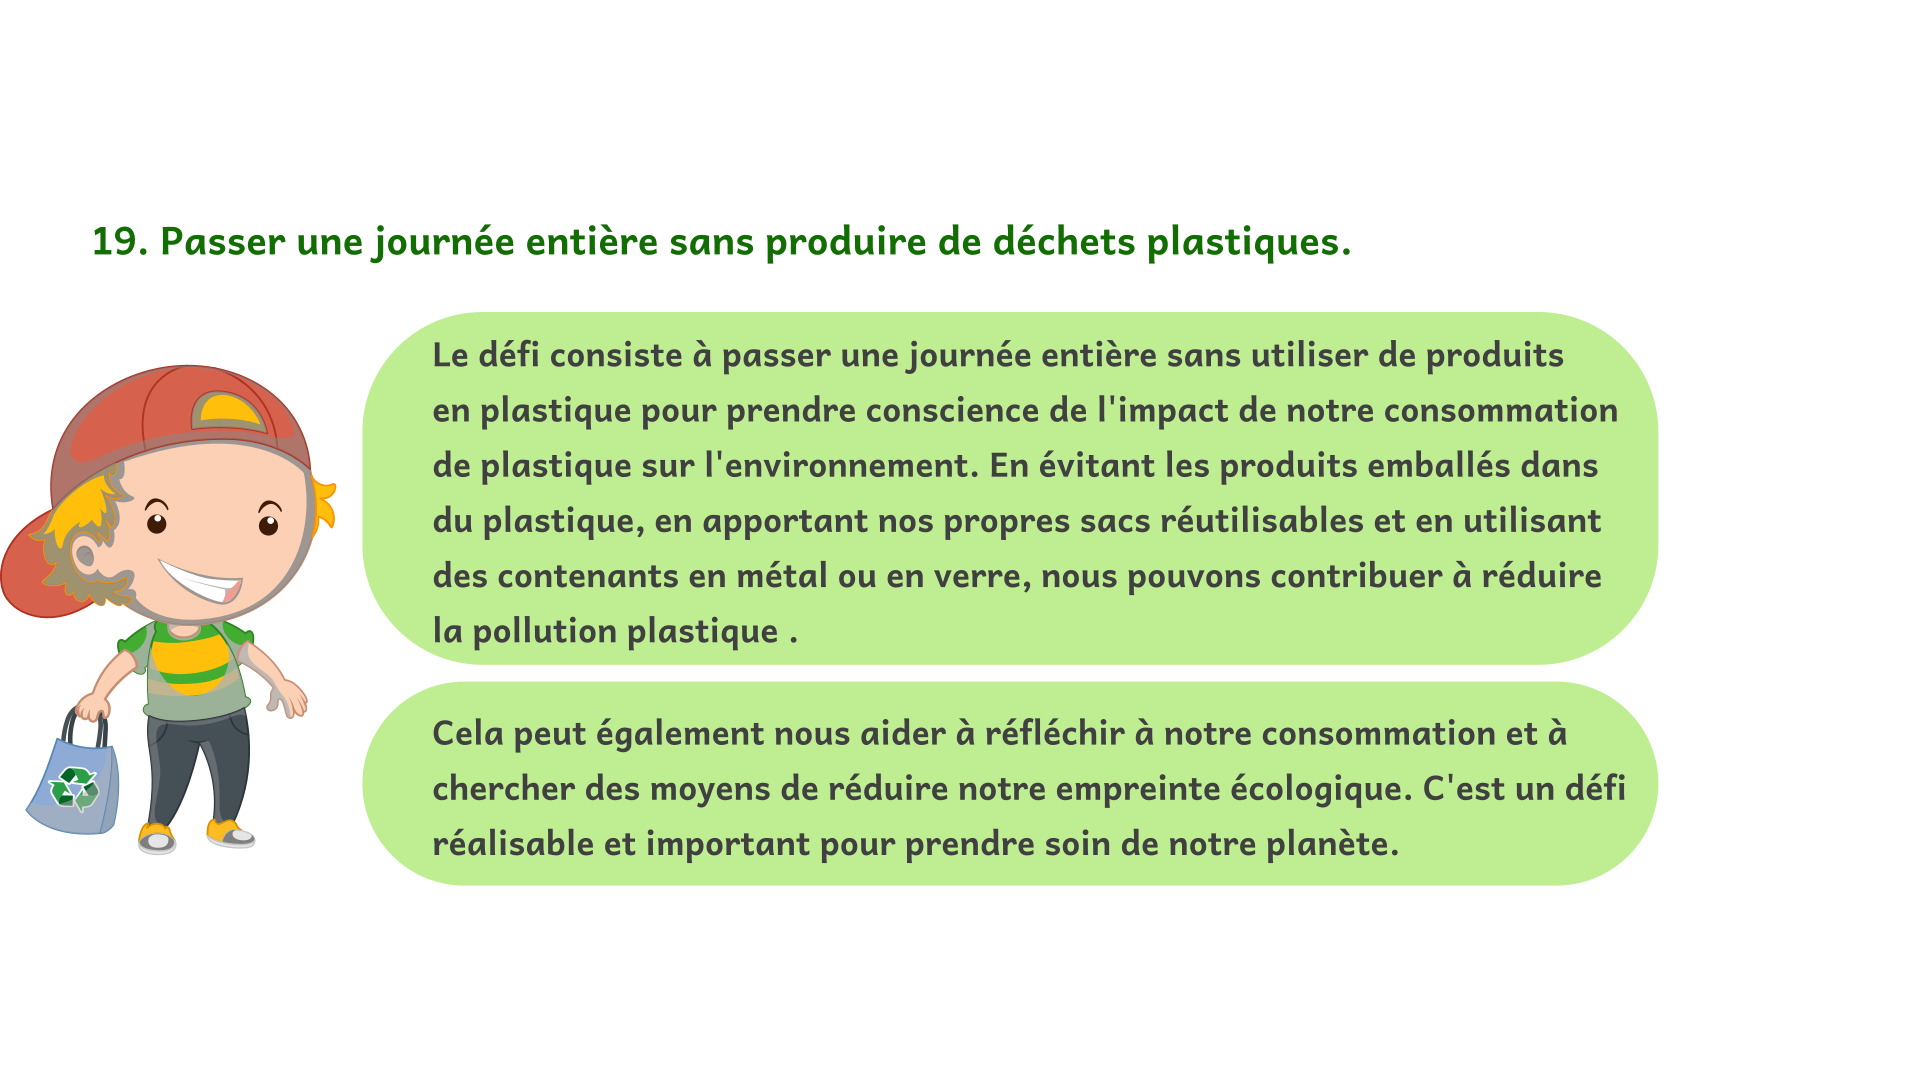 19. Passer une journée entière sans produire de déchets plastiques.
Le défi consiste à passer une journée entière sans utiliser de produits
en plastique pour prendre conscience de l'impact de notre consommation
de plastique sur l'environnement. En évitant les produits emballés dans
du plastique, en apportant nos propres sacs réutilisables et en utilisant
des contenants en métal ou en verre, nous pouvons contribuer à réduire
la pollution plastique .
Cela peut également nous aider à réfléchir à notre consommation et à
chercher des moyens de réduire notre empreinte écologique. C'est un défi
réalisable et important pour prendre soin de notre planète.